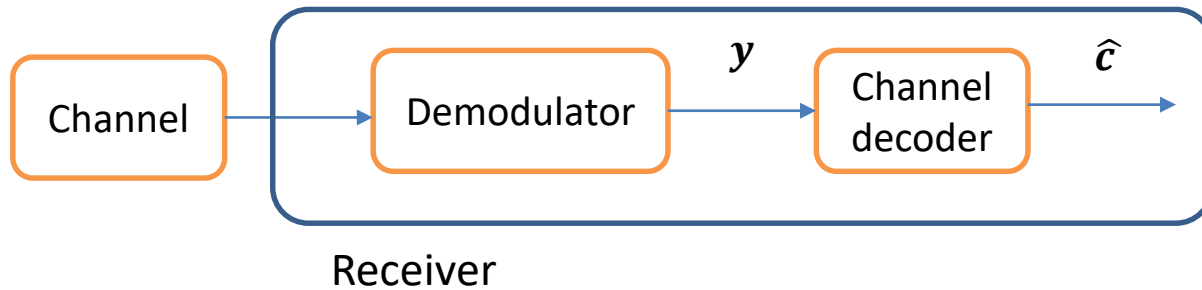 Channel
Demodulator
y
Channel
decoder
ĉ
Receiver